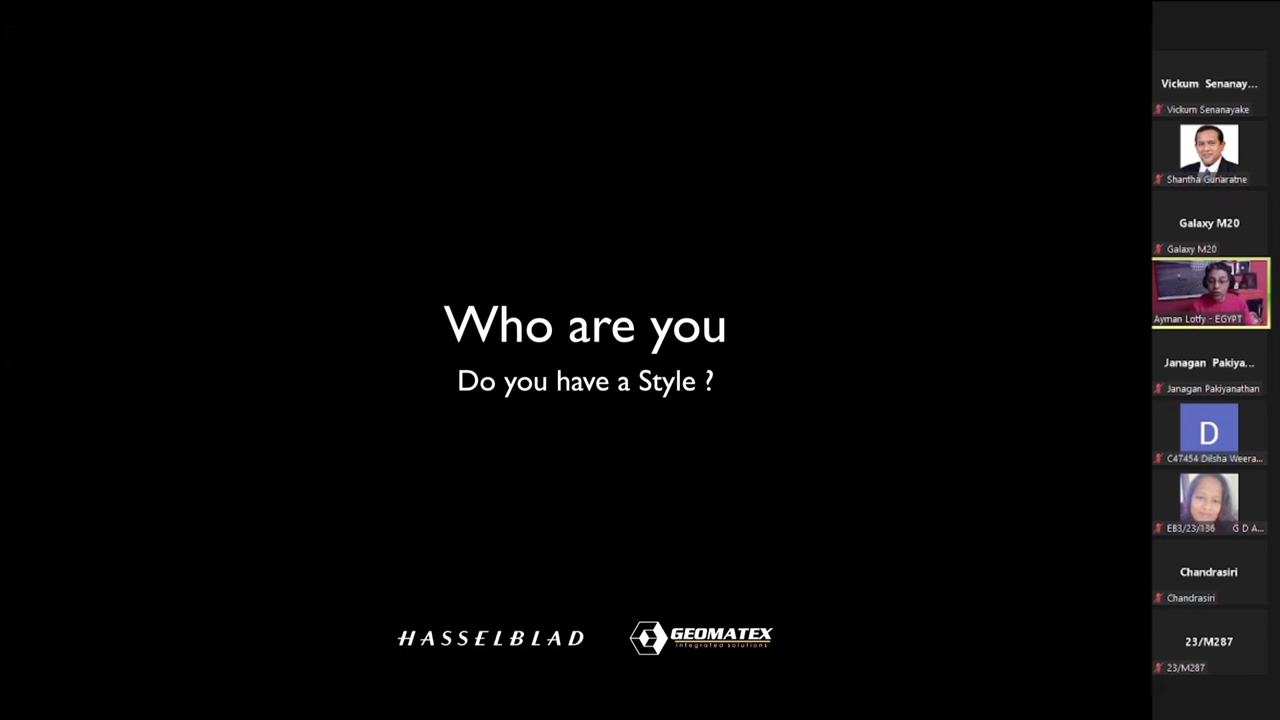 Who are you
Do you have a Style ?
HASSELBLAD
GEOMATEX
integrated solutions
Vickum Senanay...
Vickum Senanayake
Shantha Gunaratne
Galaxy M20
Galaxy M20
Ayman Lotfy - EGYPT
Janagan Pakiya...
Janagan Pakiyanathan
D
C47454 Dilsha Weera...
EB3/23/136 G D A...
Chandrasiri
Chandrasiri
23/M287
23/M287